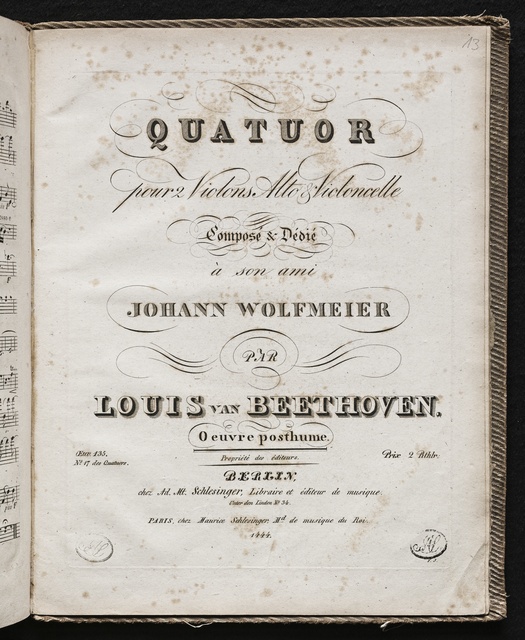 13
QUATUOR
pour 2 Violons, Alto & Violoncelle
Composé & Dédié
à son ami
JOHANN WOLFMEIER
PAR
LOUIS VAN BEETHOVEN.
Oeuvre posthume.
Propriété des éditeurs.
Œuv. 135.
Nº 17 des Quatuors.
Prix 2 Rthlr.
BERLIN,
chez Ad. Mt. Schlesinger, Libraire et éditeur de musique.
Unter den Linden Nº 34.
PARIS, chez Maurice Schlesinger, Md. de musique du Roi.
1444.